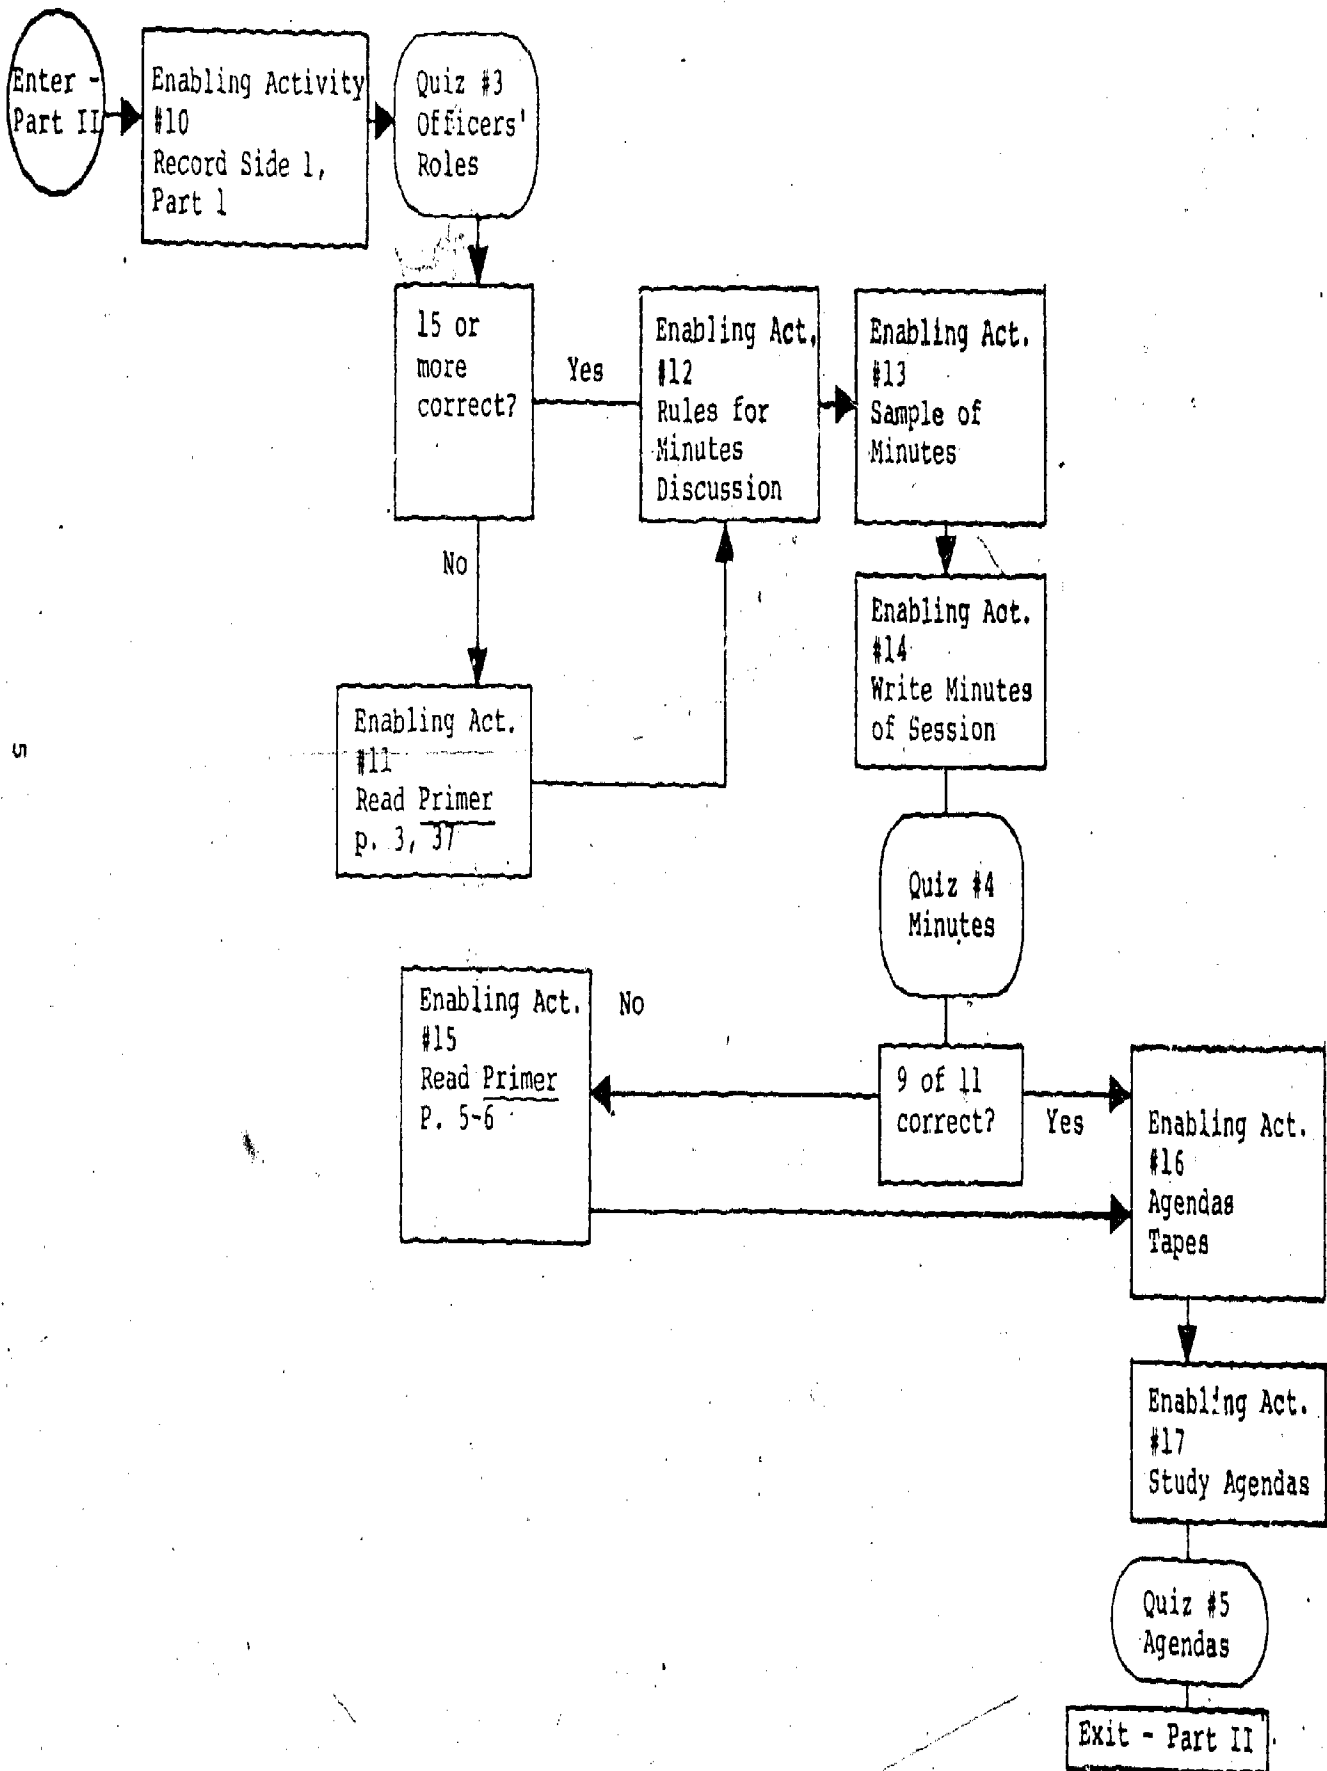 Enter -
Part II
Enabling Activity
#10
Record Side 1,
Part 1
Quiz #3
Officers'
Roles
15 or
more
correct?
Yes
No
Enabling Act.
#12
Rules for
Minutes
Discussion
Enabling Act.
#13
Sample of
Minutes
Enabling Act.
#14
Write Minutes
of Session
Enabling Act.
#11
Read Primer
p. 3, 37
5
Quiz #4
Minutes
9 of 11
correct?
No
Yes
Enabling Act.
#15
Read Primer
P. 5-6
Enabling Act.
#16
Agendas
Tapes
Enabling Act.
#17
Study Agendas
Quiz #5
Agendas
Exit - Part II